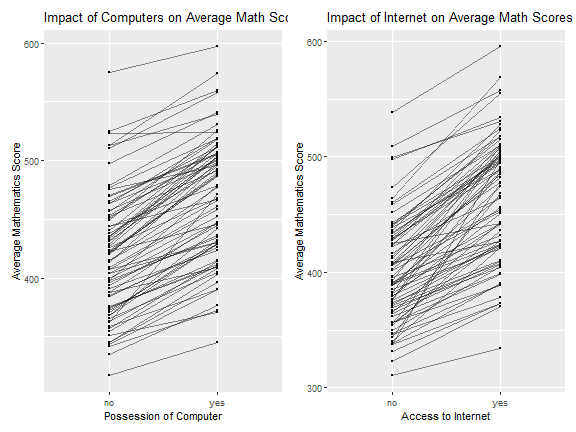 Impact of Computers on Average Math Sc
600
500
400
Average Mathematics Score
no
yes
Possession of Computer
Impact of Internet on Average Math Scores
600
500
400
300
Average Mathematics Score
no
yes
Access to Internet